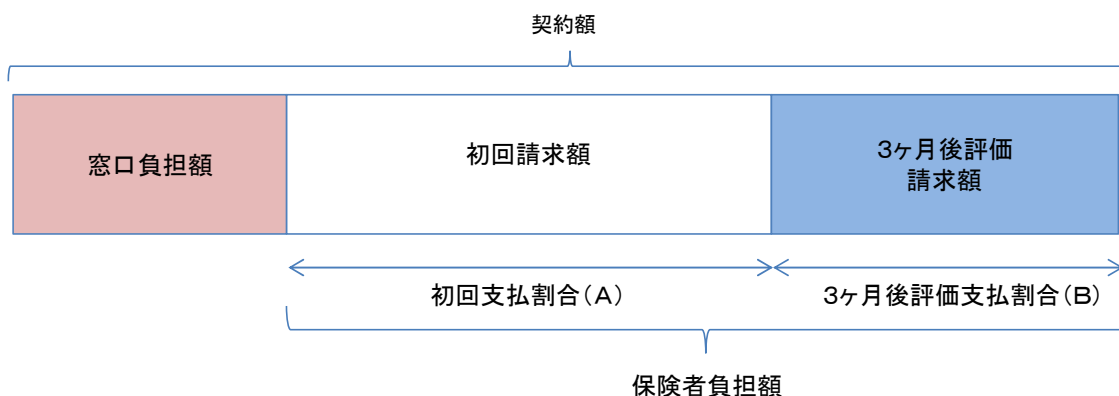 契約額
窓口負担額
初回請求額
3ヶ月後評価
請求額
初回支払割合(A)
3ヶ月後評価支払割合(B)
保険者負担額